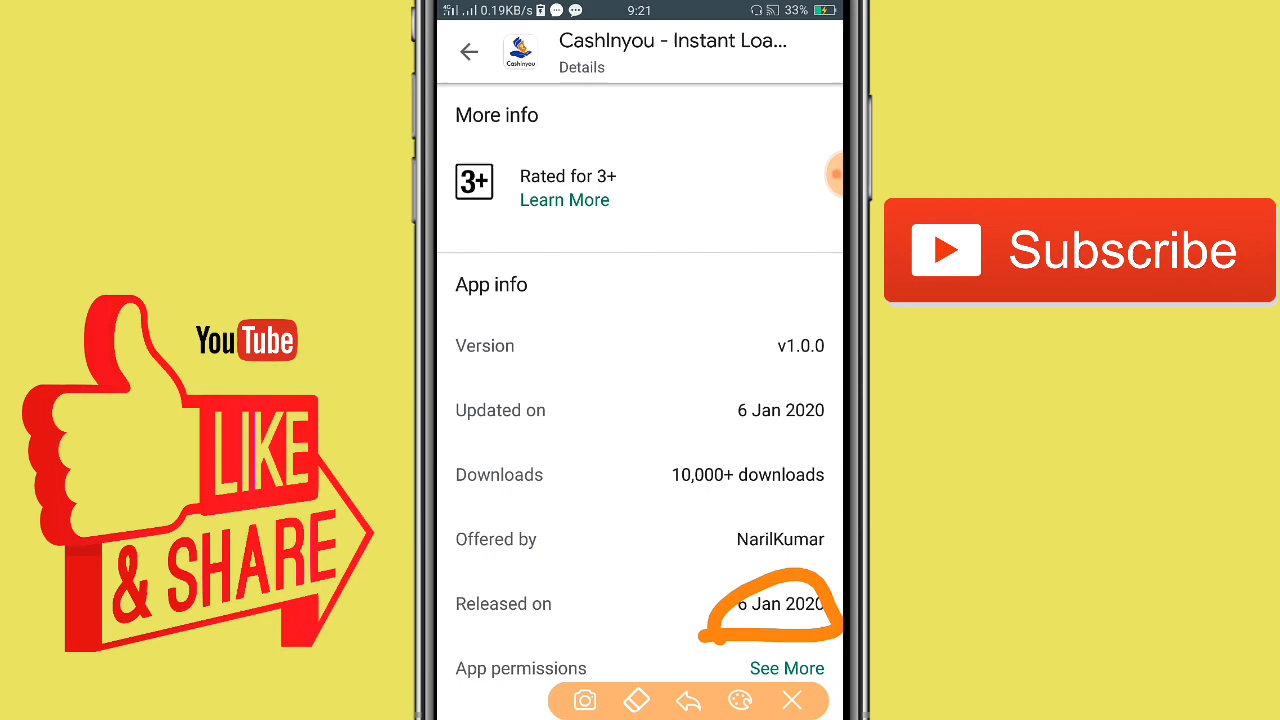 0.19KB/s 9:21 33%
CashInyou - Instant Loa...
CashInyou
Details
More info
3+ Rated for 3+
Learn More
App info
Version v1.0.0
Updated on 6 Jan 2020
Downloads 10,000+ downloads
Offered by NarilKumar
Released on 6 Jan 2020
App permissions See More
YouTube
LIKE
& SHARE
Subscribe